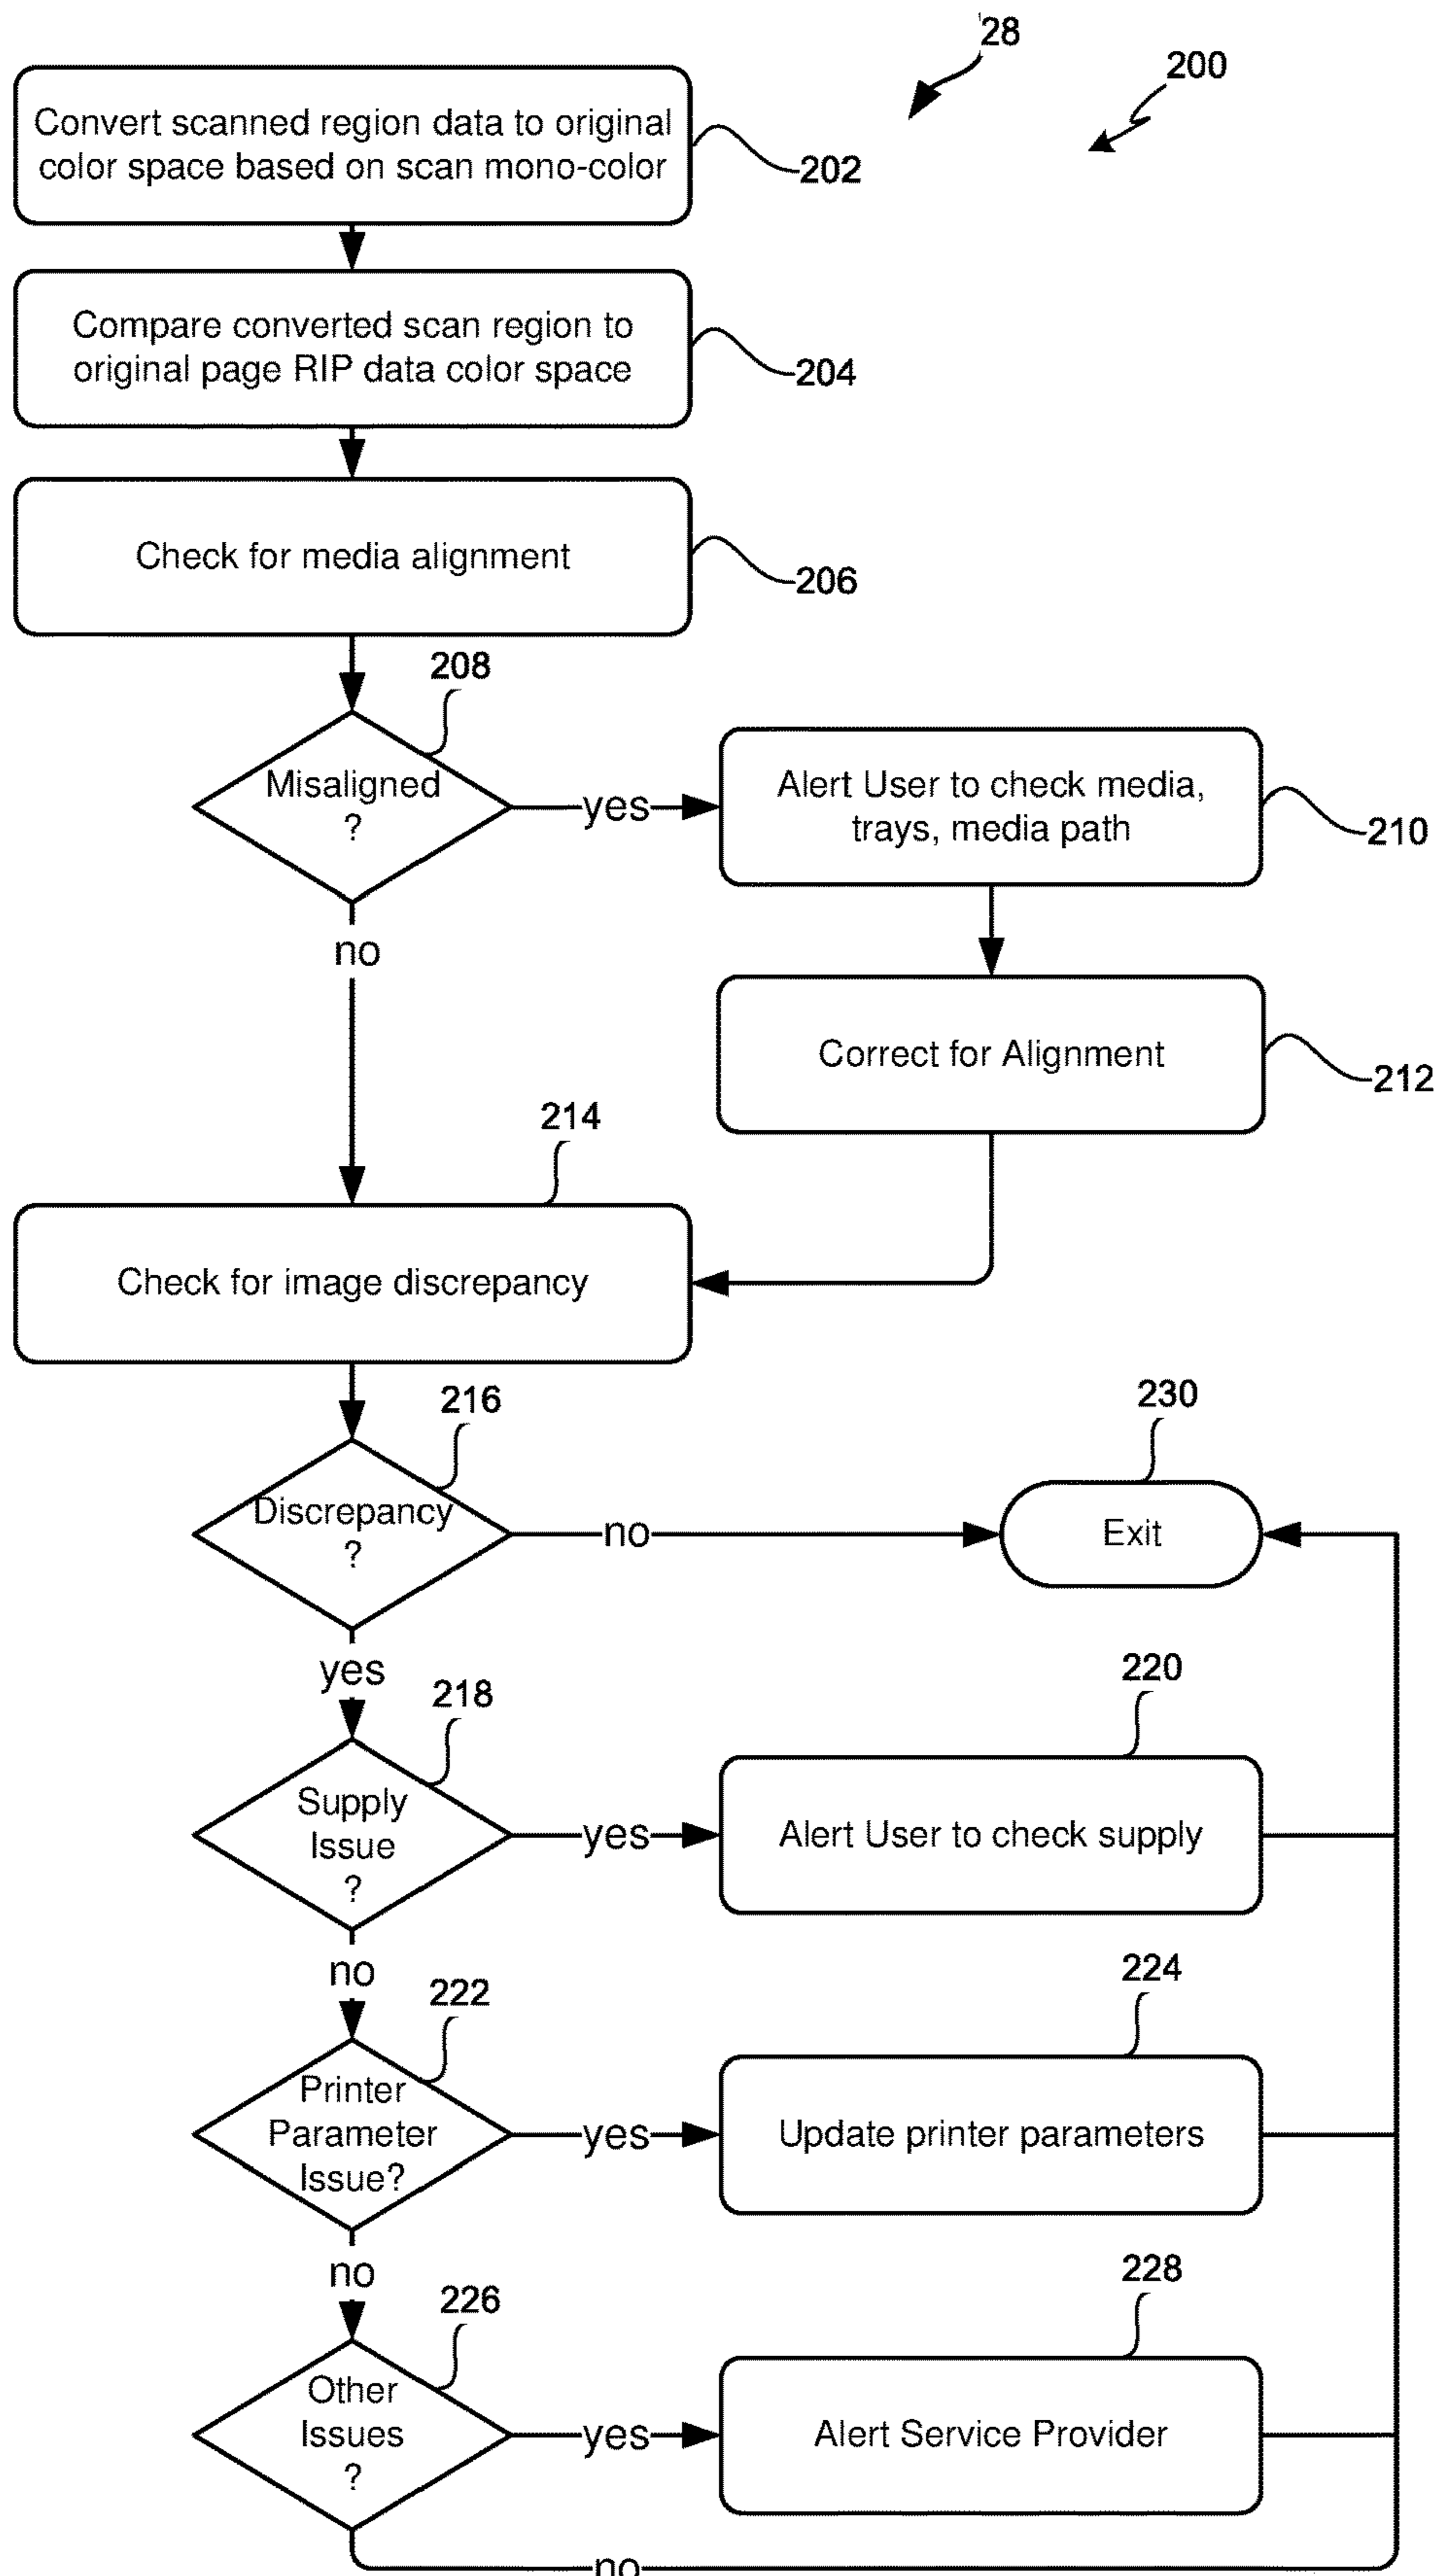 28
200
Convert scanned region data to original
color space based on scan mono-color
202
Compare converted scan region to
original page RIP data color space
204
Check for media alignment
206
208
Misaligned
?
yes
Alert User to check media,
trays, media path
210
no
Correct for Alignment
212
214
Check for image discrepancy
216
Discrepancy
?
no
230
Exit
yes
218
Supply
Issue
?
yes
220
Alert User to check supply
no
222
Printer
Parameter
Issue?
yes
224
Update printer parameters
no
226
Other
Issues
?
yes
228
Alert Service Provider
no